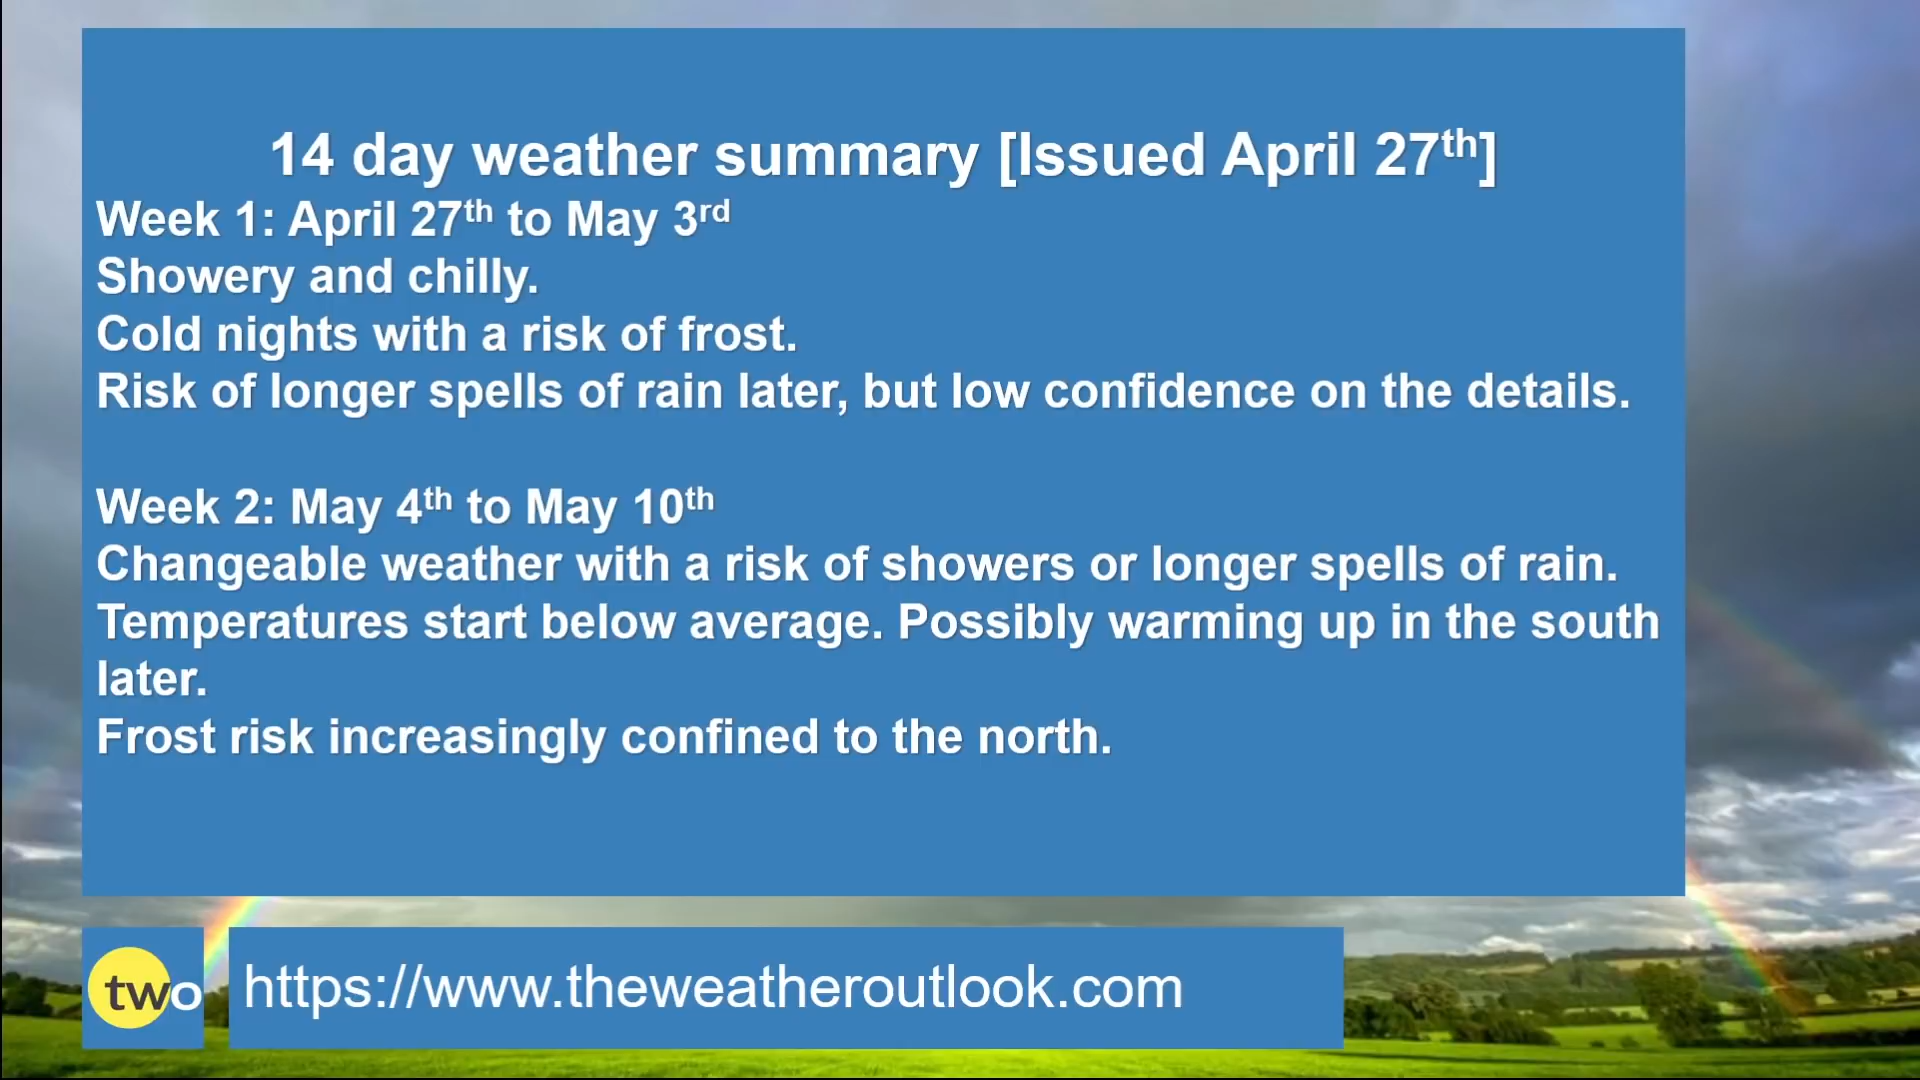 14 day weather summary [Issued April 27th]
Week 1: April 27th to May 3rd
Showery and chilly.
Cold nights with a risk of frost.
Risk of longer spells of rain later, but low confidence on the details.
Week 2: May 4th to May 10th
Changeable weather with a risk of showers or longer spells of rain.
Temperatures start below average. Possibly warming up in the south
later.
Frost risk increasingly confined to the north.
two
https://www.theweatheroutlook.com